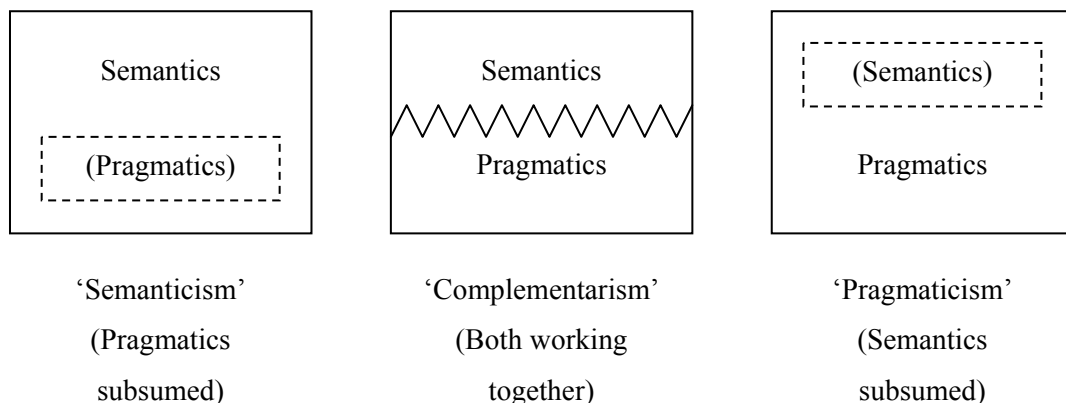 Semantics
(Pragmatics)
‘Semanticism’
(Pragmatics
subsumed)
Semantics
Pragmatics
‘Complementarism’
(Both working
together)
(Semantics)
Pragmatics
‘Pragmaticism’
(Semantics
subsumed)